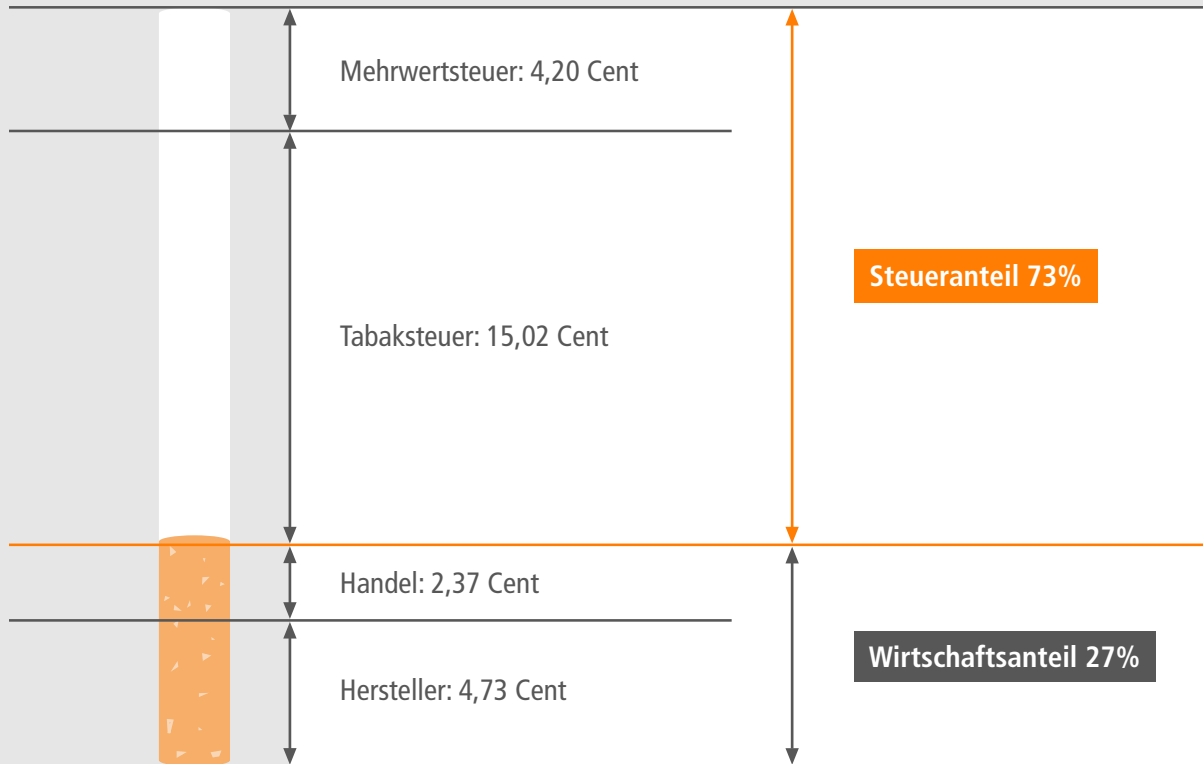 Mehrwertsteuer: 4,20 Cent
Steueranteil 73%
Tabaksteuer: 15,02 Cent
Handel: 2,37 Cent
Wirtschaftsanteil 27%
Hersteller: 4,73 Cent